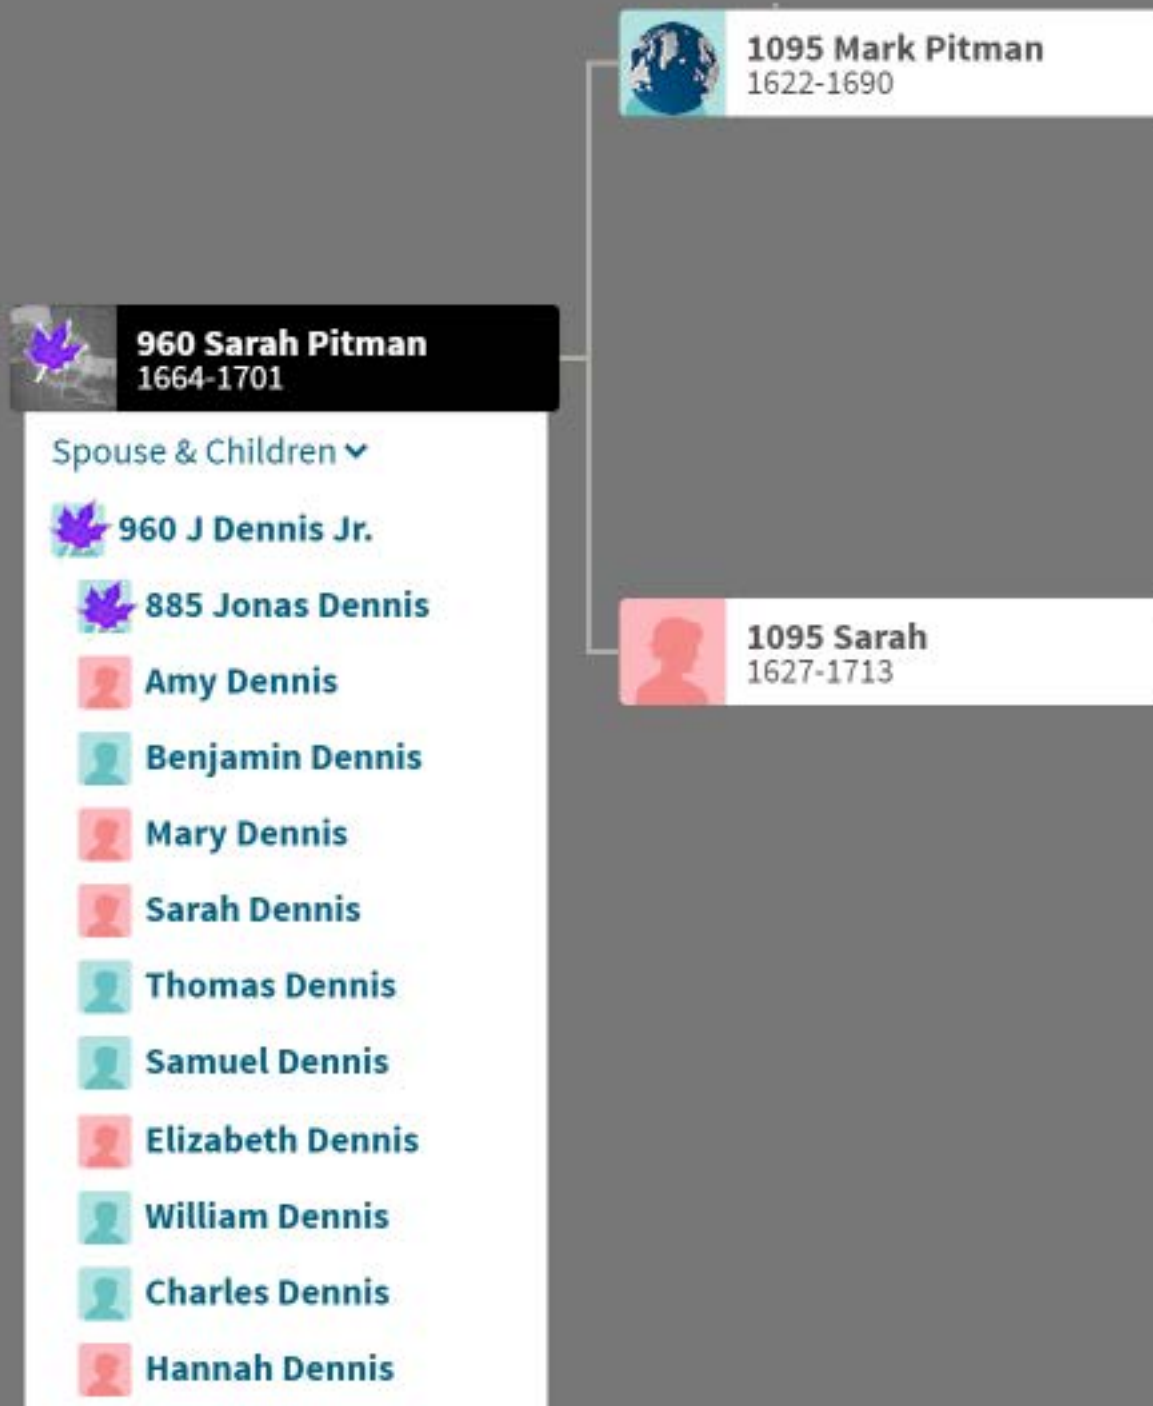 1095 Mark Pitman
1622-1690
960 Sarah Pitman
1664-1701
Spouse & Children
960 J Dennis Jr.
885 Jonas Dennis
Amy Dennis
Benjamin Dennis
Mary Dennis
Sarah Dennis
Thomas Dennis
Samuel Dennis
Elizabeth Dennis
William Dennis
Charles Dennis
Hannah Dennis
1095 Sarah
1627-1713